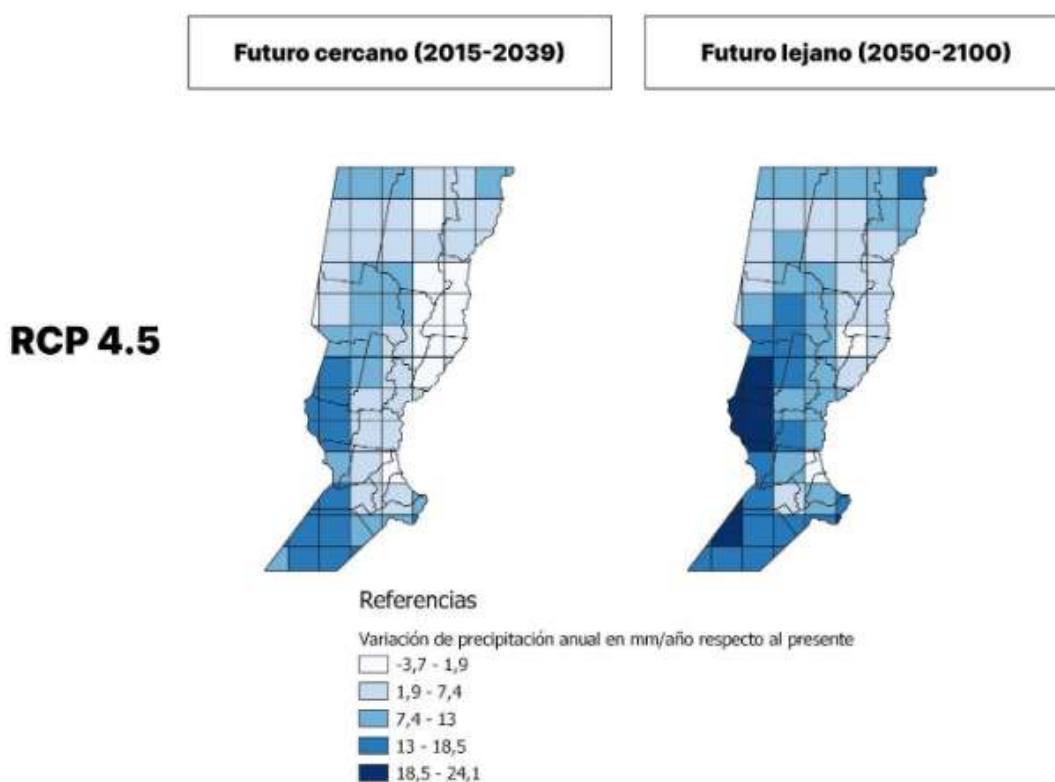 Futuro cercano (2015-2039)
Futuro lejano (2050-2100)
RCP 4.5
Referencias
Variación de precipitación anual en mm/año respecto al presente
-3,7 - 1,9
1,9 - 7,4
7,4 - 13
13 - 18,5
18,5 - 24,1